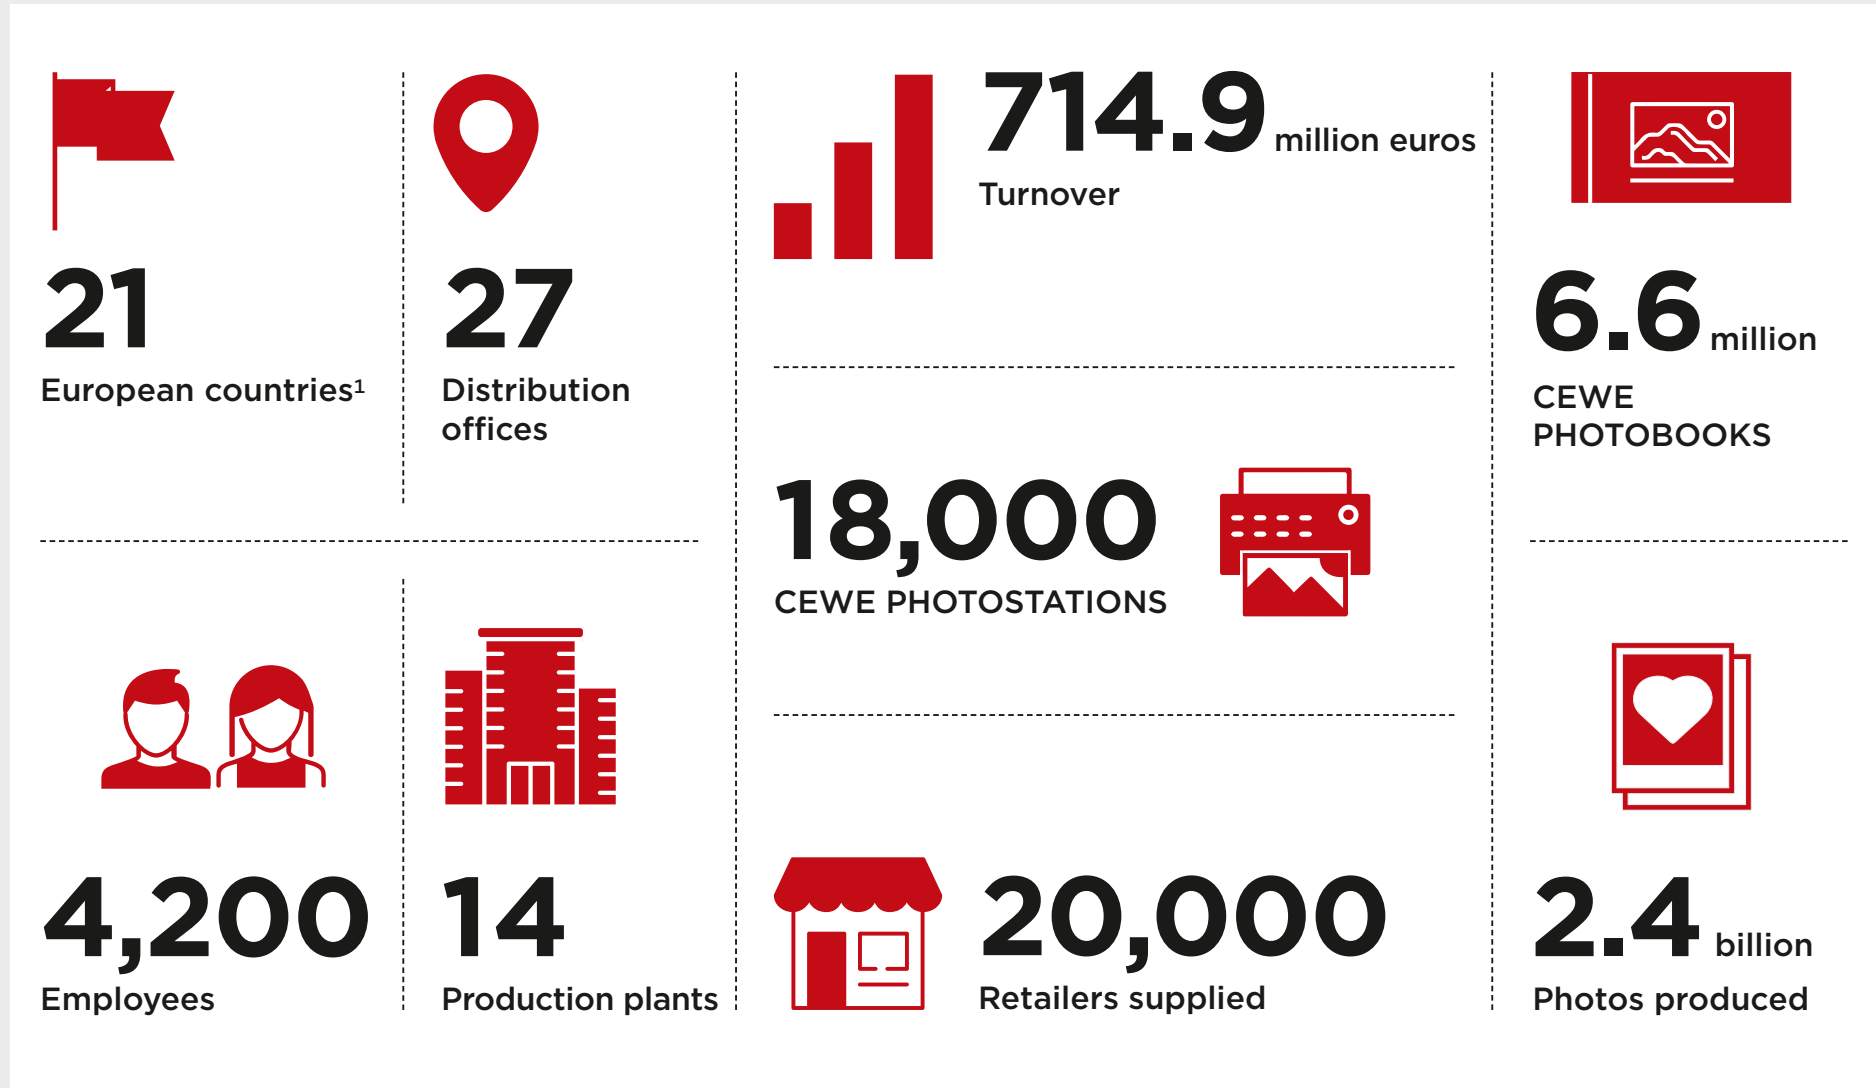 21
European countries¹
27
Distribution
offices
4,200
Employees
14
Production plants
714.9 million euros
Turnover
18,000
CEWE PHOTOSTATIONS
20,000
Retailers supplied
6.6 million
CEWE
PHOTOBOOKS
2.4 billion
Photos produced